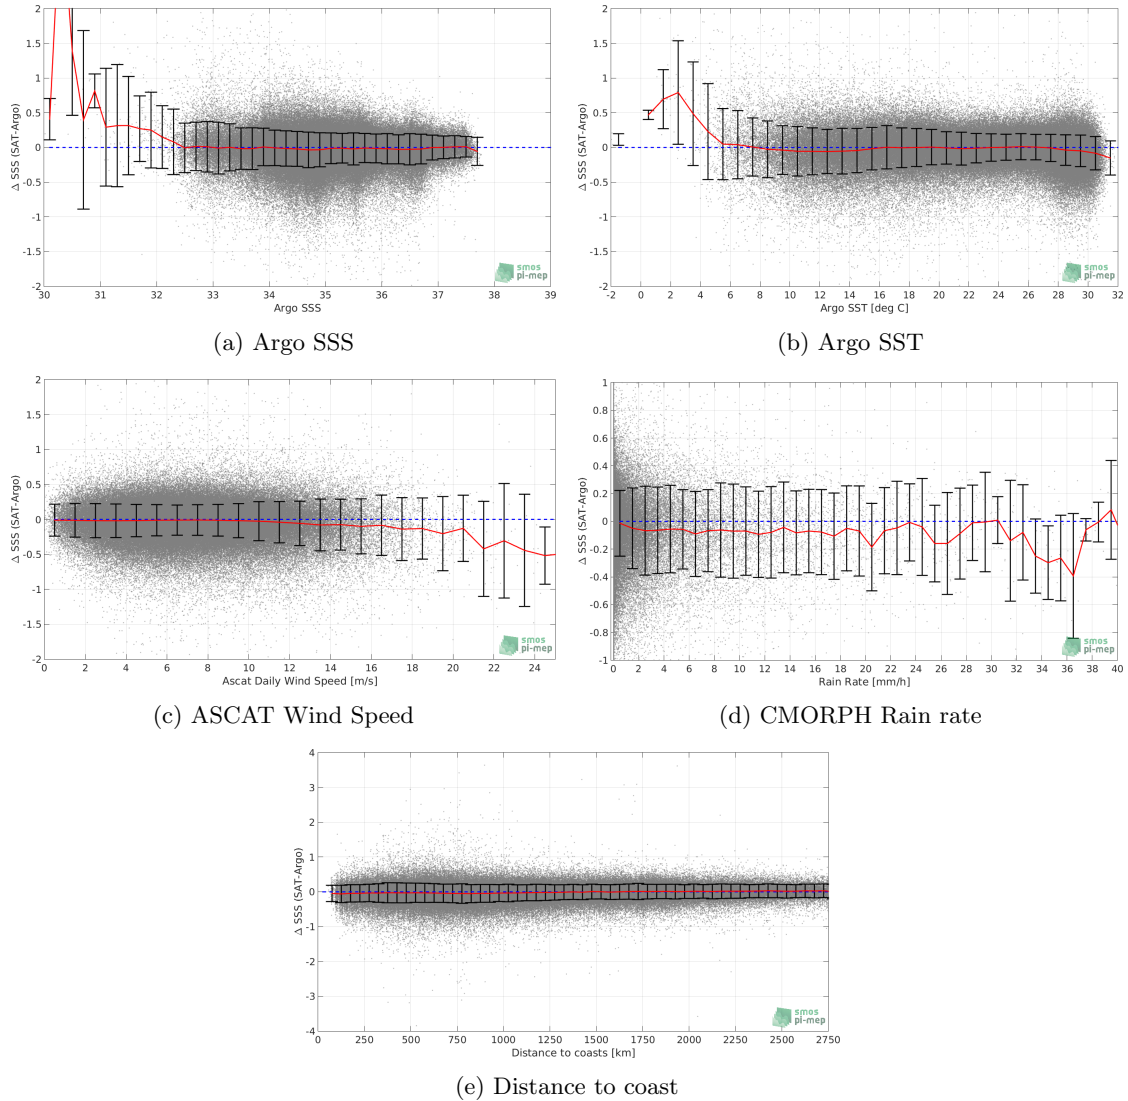 2
1.5
1
0.5
0
-0.5
-1
-1.5
-2
Δ SSS (SAT-Argo)
30 31 32 33 34 35 36 37 38 39
Argo SSS
smos
pi-mep
(a) Argo SSS
2
1.5
1
0.5
0
-0.5
-1
-1.5
-2
Δ SSS (SAT-Argo)
-2 0 2 4 6 8 10 12 14 16 18 20 22 24 26 28 30 32
Argo SST [deg C]
smos
pi-mep
(b) Argo SST
2
1.5
1
0.5
0
-0.5
-1
-1.5
-2
Δ SSS (SAT-Argo)
0 2 4 6 8 10 12 14 16 18 20 22 24
Ascat Daily Wind Speed [m/s]
smos
pi-mep
(c) ASCAT Wind Speed
1
0.8
0.6
0.4
0.2
0
-0.2
-0.4
-0.6
-0.8
-1
Δ SSS (SAT-Argo)
0 2 4 6 8 10 12 14 16 18 20 22 24 26 28 30 32 34 36 38 40
Rain Rate [mm/h]
smos
pi-mep
(d) CMORPH Rain rate
4
3
2
1
0
-1
-2
-3
-4
Δ SSS (SAT-Argo)
0 250 500 750 1000 1250 1500 1750 2000 2250 2500 2750
Distance to coasts [km]
smos
pi-mep
(e) Distance to coast